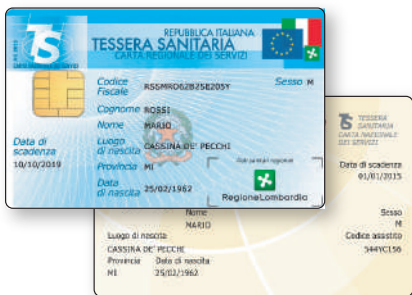 TS
REPUBBLICA ITALIANA
TESSERA SANITARIA
CARTA REGIONALE DEI SERVIZI
Codice Fiscale RSSMRO62B25E205Y Sesso M
Cognome ROSSI
Nome MARIO
Luogo di nascita CASSINA DE' PECCHI
Provincia MI
Data di nascita 25/02/1962
Data di scadenza
10/10/2019
RegioneLombardia
TS TESSERA
SANITARIA
CARTA REGIONALE
DEI SERVIZI
Data di scadenza
01/01/2015
Nome
MARIO
Sesso
M
Luogo di nascita
CASSINA DE' PECCHI
Codice assistito
544YC156
Provincia Data di nascita
MI 25/02/1962